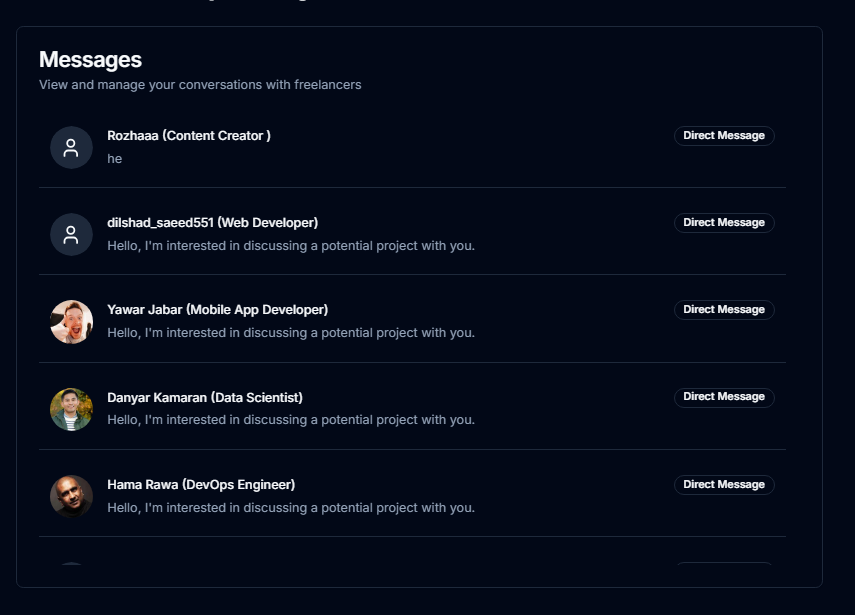 Messages
View and manage your conversations with freelancers
Rozhaaa (Content Creator )
Direct Message
he
dilshad_saeed551 (Web Developer)
Direct Message
Hello, I'm interested in discussing a potential project with you.
Yawar Jabar (Mobile App Developer)
Direct Message
Hello, I'm interested in discussing a potential project with you.
Danyar Kamaran (Data Scientist)
Direct Message
Hello, I'm interested in discussing a potential project with you.
Hama Rawa (DevOps Engineer)
Direct Message
Hello, I'm interested in discussing a potential project with you.